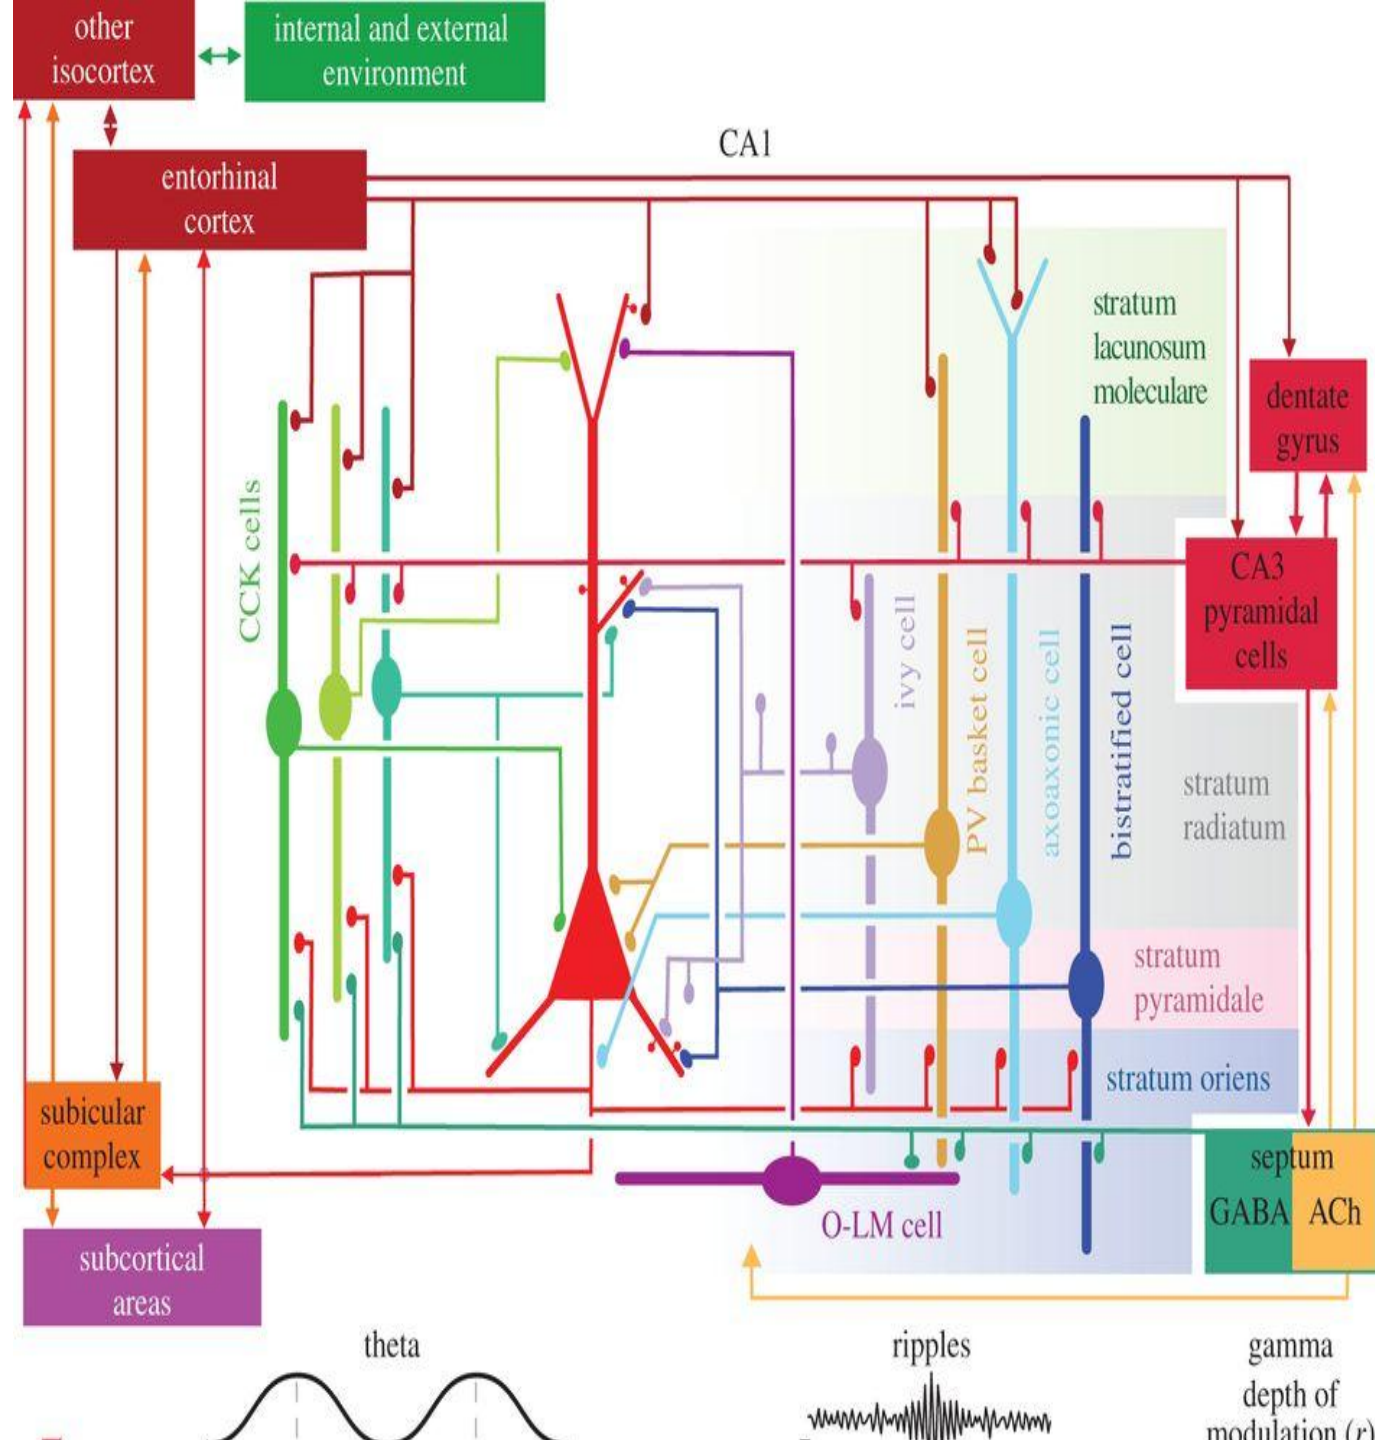 other
isocortex
internal and external
environment
CA1
entorhinal
cortex
stratum
lacunosum
moleculare
dentate
gyrus
CCK cells
CA3
pyramidal
cells
ivy cell
PV basket cell
axoaxonic cell
bistratified cell
stratum
radiatum
stratum
pyramidale
stratum oriens
subicular
complex
septum
GABA
ACh
O-LM cell
subcortical
areas
theta
ripples
gamma
depth of
modulation (r)